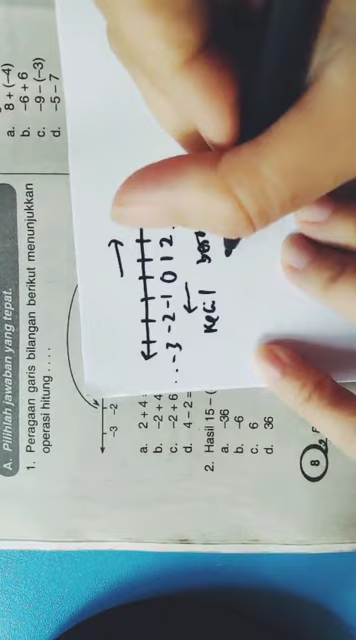 A. Pilihlah jawaban yang tepat.
1. Peragaan garis bilangan berikut menunjukkan
operasi hitung . . . .
-3 -2
a. 2 + 4
b. -2 + 4
c. -2 + 6
d. 4 - 2 =
2. Hasil 15 - (
a. -36
b. -6
c. 6
d. 36
a. 8 + (-4)
b. -6 + 6
c. -9 - (-3)
d. -5 - 7
...-3 -2 -1 0 1 2
kecil
8